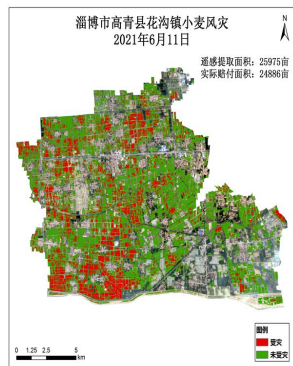 淄博市高青县花沟镇小麦风灾
2021年6月11日
N
遥感提取面积：25975亩
实际赔付面积：24886亩
图例
受灾
未受灾
0 1.25 2.5 5
km